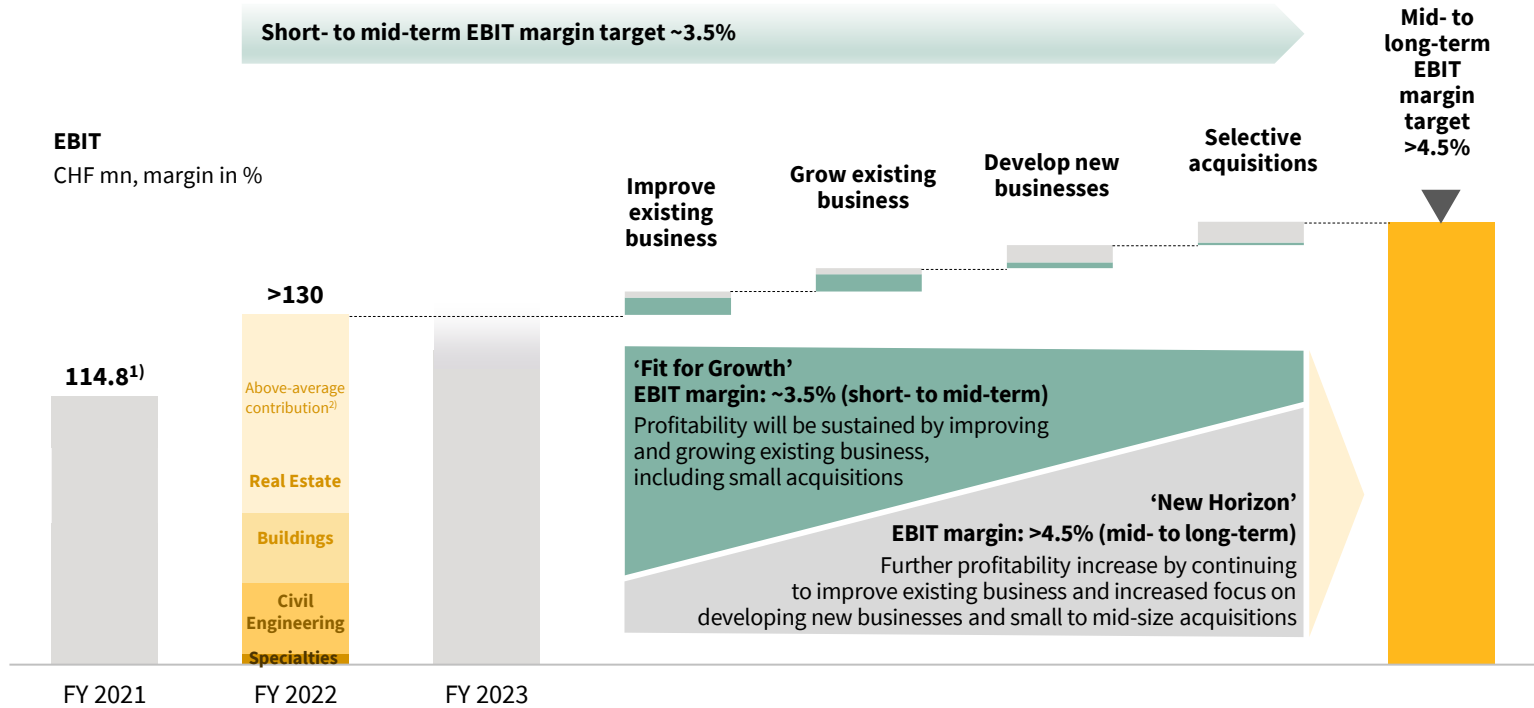 Short- to mid-term EBIT margin target ~3.5%
Mid- to
long-term
EBIT
margin
target
>4.5%
EBIT
CHF mn, margin in %
Improve
existing
business
Grow existing
business
Develop new
businesses
Selective
acquisitions
114.8¹⁾
>130
Above-average
contribution²⁾
Real Estate
Buildings
Civil
Engineering
Specialties
‘Fit for Growth’
EBIT margin: ~3.5% (short- to mid-term)
Profitability will be sustained by improving
and growing existing business,
including small acquisitions
‘New Horizon’
EBIT margin: >4.5% (mid- to long-term)
Further profitability increase by continuing
to improve existing business and increased focus on
developing new businesses and small to mid-size acquisitions
FY 2021
FY 2022
FY 2023